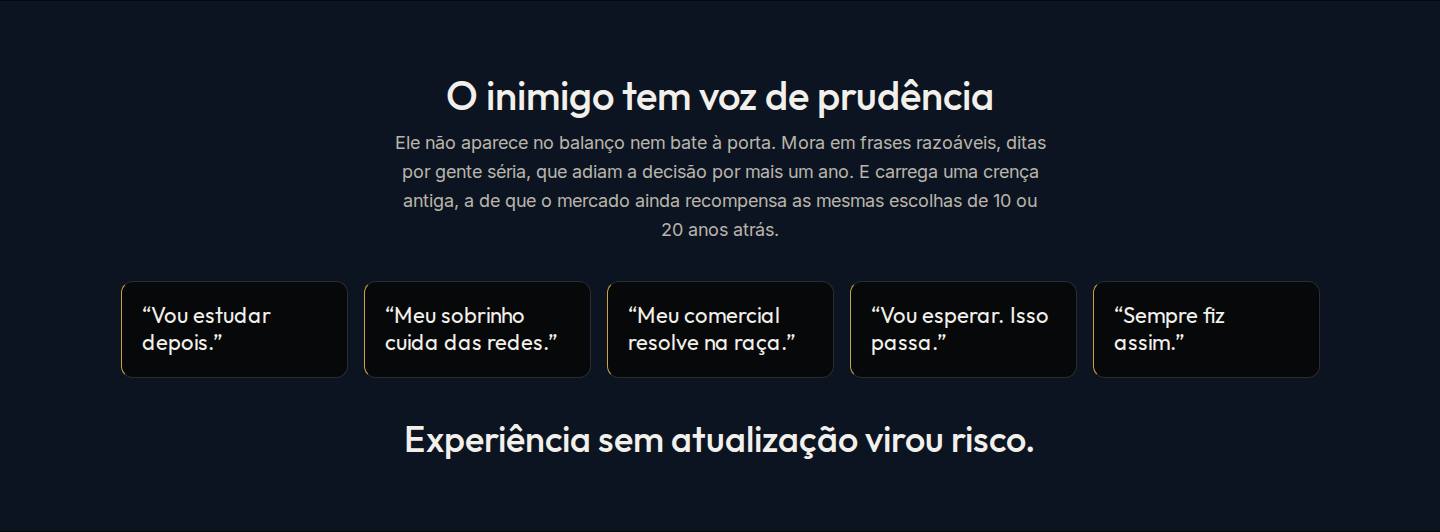 O inimigo tem voz de prudência
Ele não aparece no balanço nem bate à porta. Mora em frases razoáveis, ditas
por gente séria, que adiam a decisão por mais um ano. E carrega uma crença
antiga, a de que o mercado ainda recompensa as mesmas escolhas de 10 ou
20 anos atrás.
“Vou estudar
depois.”
“Meu sobrinho
cuida das redes.”
“Meu comercial
resolve na raça.”
“Vou esperar. Isso
passa.”
“Sempre fiz
assim.”
Experiência sem atualização virou risco.